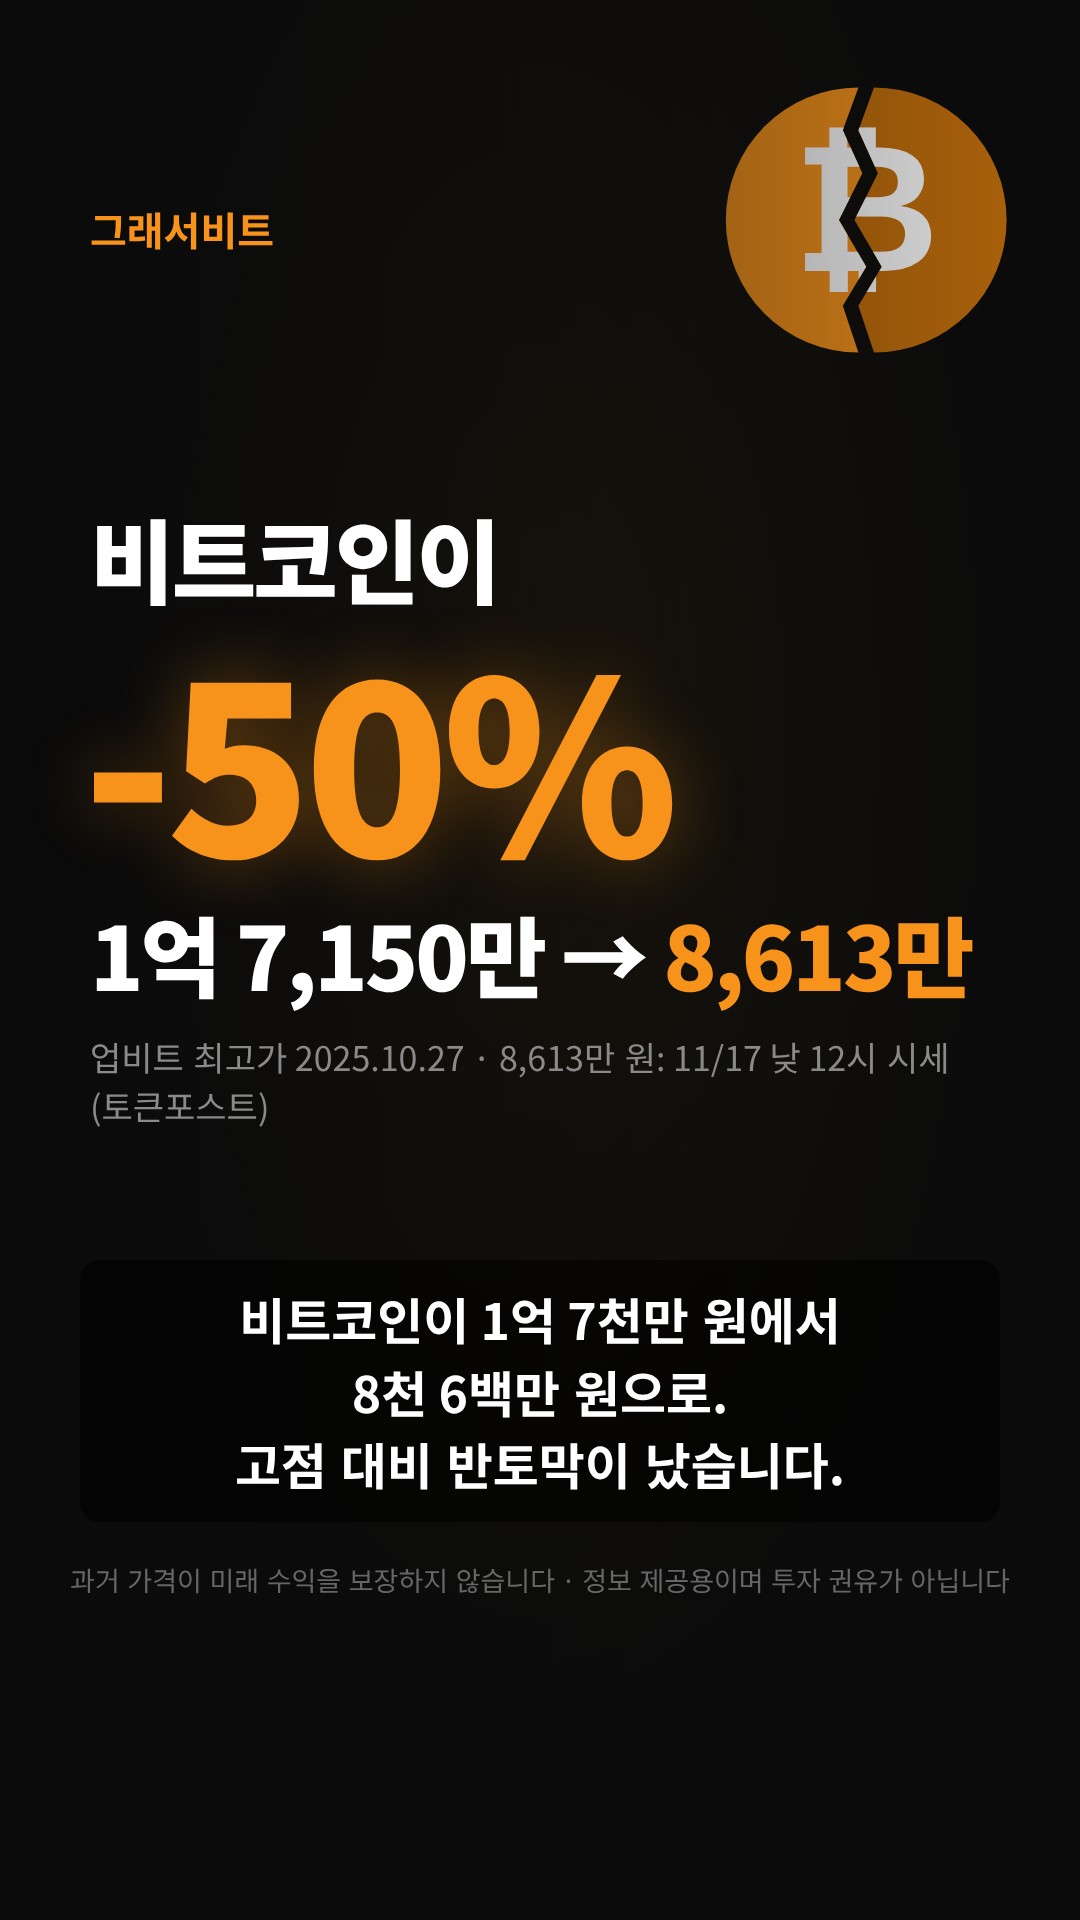 그래서비트
비트코인이
-50%
1억 7,150만 → 8,613만
업비트 최고가 2025.10.27 · 8,613만 원: 11/17 낮 12시 시세
(토큰포스트)
비트코인이 1억 7천만 원에서
8천 6백만 원으로.
고점 대비 반토막이 났습니다.
과거 가격이 미래 수익을 보장하지 않습니다 · 정보 제공용이며 투자 권유가 아닙니다